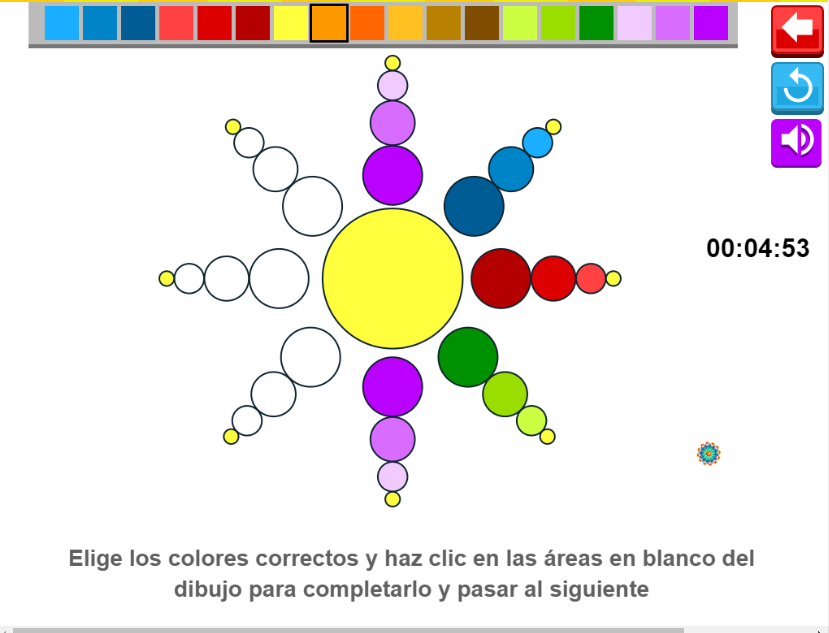 00:04:53
Elige los colores correctos y haz clic en las áreas en blanco del
dibujo para completarlo y pasar al siguiente